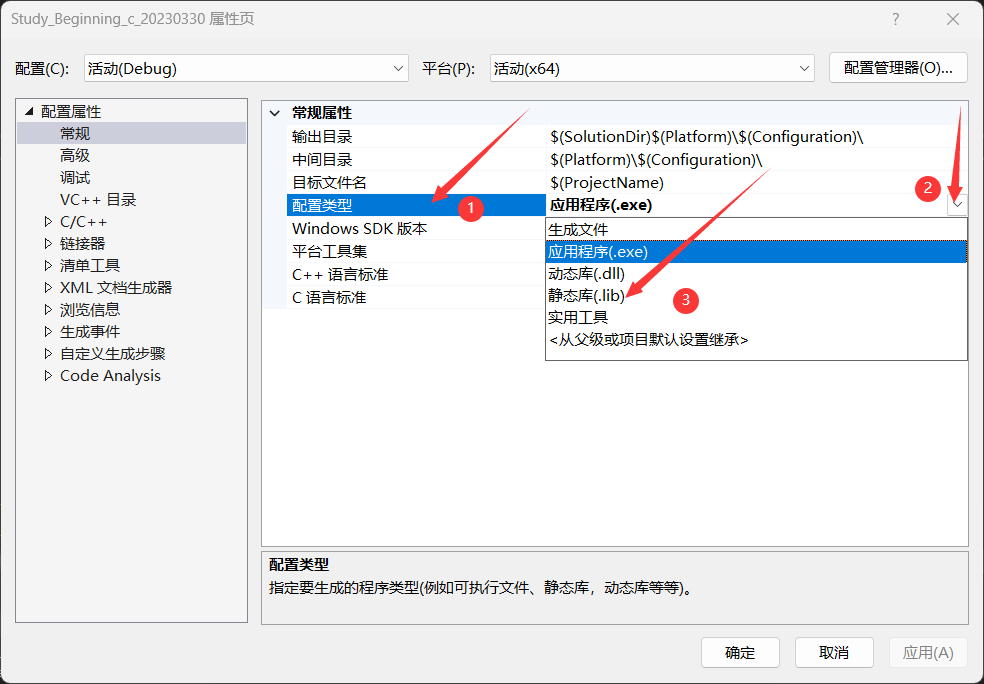 Study_Beginning_c_20230330 属性页
?
配置(C): 活动(Debug) 平台(P): 活动(x64) 配置管理器(O)...
配置属性
常规
高级
调试
VC++ 目录
C/C++
链接器
清单工具
XML 文档生成器
浏览信息
生成事件
自定义生成步骤
Code Analysis
常规属性
输出目录 $(SolutionDir)$(Platform)\$(Configuration)\
中间目录 $(Platform)\$(Configuration)\
目标文件名 $(ProjectName)
配置类型 应用程序(.exe)
1
2
Windows SDK 版本
平台工具集
C++ 语言标准
C 语言标准
生成文件
应用程序(.exe)
动态库(.dll)
静态库(.lib)
3
实用工具
<从父级或项目默认设置继承>
配置类型
指定要生成的程序类型(例如可执行文件、静态库，动态库等等)。
确定 取消 应用(A)